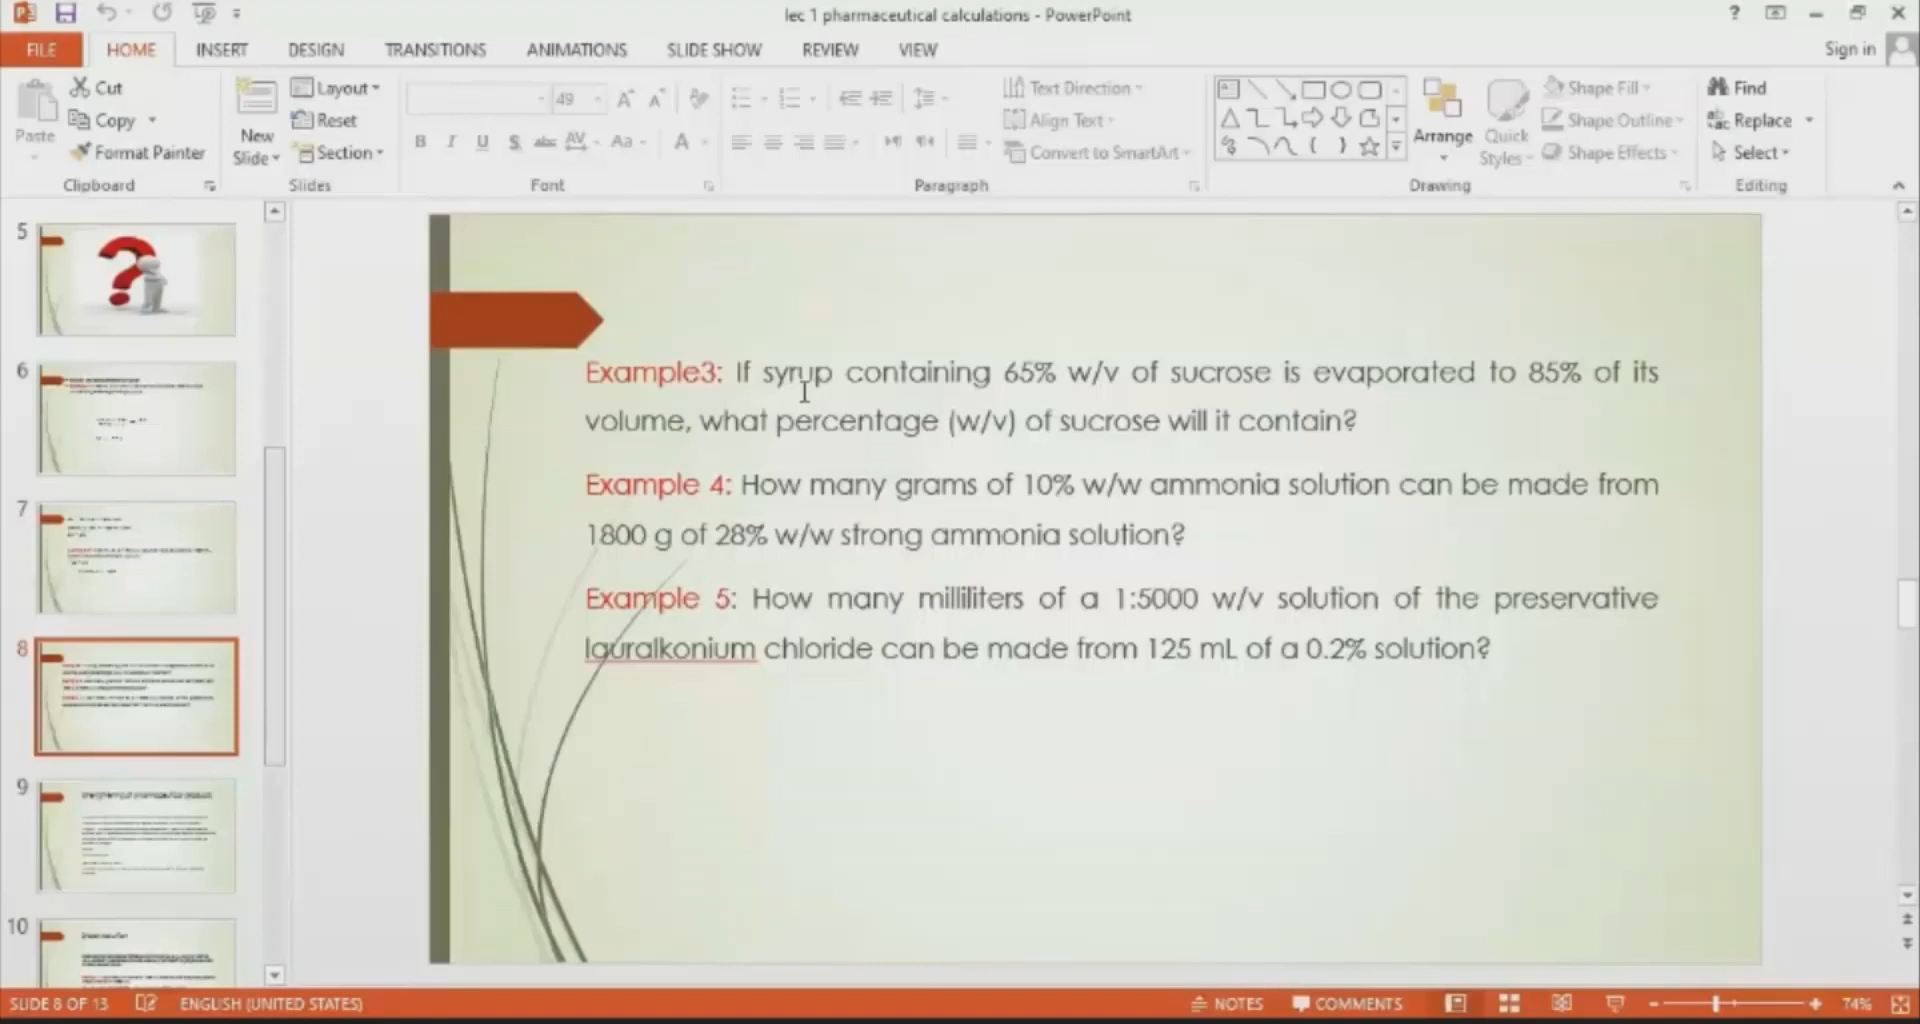 lec 1 pharmaceutical calculations - PowerPoint
FILE HOME INSERT DESIGN TRANSITIONS ANIMATIONS SLIDE SHOW REVIEW VIEW Sign in
Paste
Cut
Copy
Format Painter
Clipboard
New Slide
Layout
Reset
Section
Slides
49
B I U S abc AV Aa A
Font
Text Direction
Align Text
Convert to SmartArt
Paragraph
Arrange
Quick Styles
Shape Fill
Shape Outline
Shape Effects
Drawing
Find
Replace
Select
Editing
5
6
7
8
9
10
Example3: If syrup containing 65% w/v of sucrose is evaporated to 85% of its
volume, what percentage (w/v) of sucrose will it contain?
Example 4: How many grams of 10% w/w ammonia solution can be made from
1800 g of 28% w/w strong ammonia solution?
Example 5: How many milliliters of a 1:5000 w/v solution of the preservative
lauralkonium chloride can be made from 125 mL of a 0.2% solution?
SLIDE 8 OF 13 ENGLISH (UNITED STATES) NOTES COMMENTS 74%